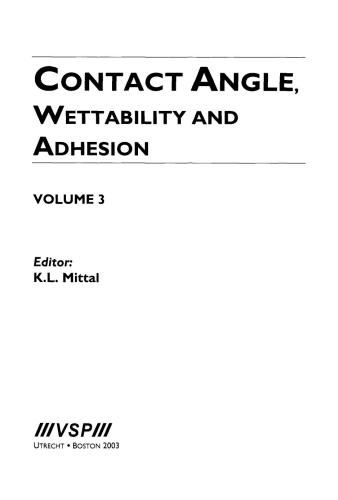 CONTACT ANGLE,
WETTABILITY AND
ADHESION
VOLUME 3
Editor:
K.L. Mittal
///VSP///
UTRECHT • BOSTON 2003